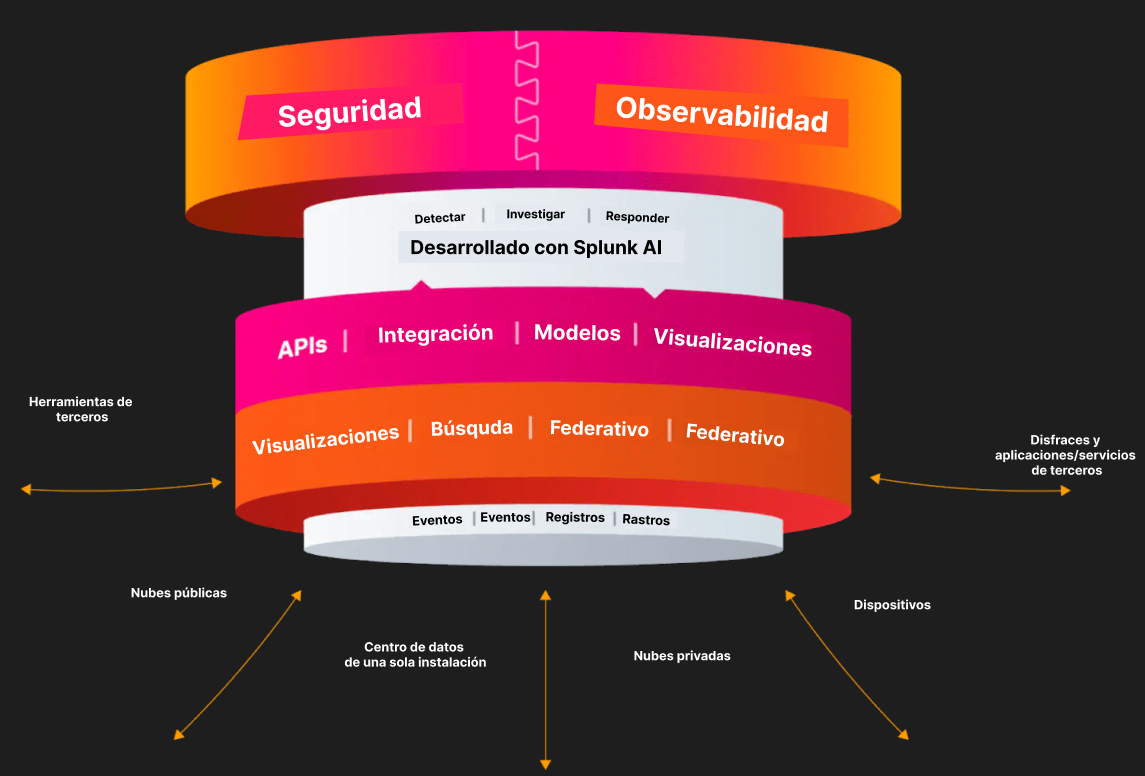 Seguridad
Observabilidad
Detectar | Investigar | Responder
Desarrollado con Splunk AI
APIs | Integración | Modelos | Visualizaciones
Visualizaciones | Búsquda | Federativo | Federativo
Eventos | Eventos | Registros | Rastros
Herramientas de
terceros
Disfraces y
aplicaciones/servicios
de terceros
Nubes públicas
Centro de datos
de una sola instalación
Nubes privadas
Dispositivos